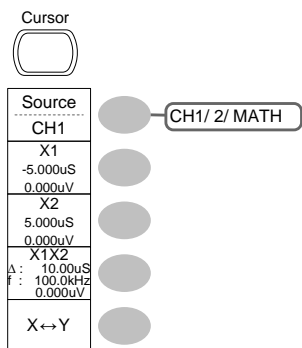 Cursor
Source
CH1
CH1/ 2/ MATH
X1
-5.000uS
0.000uV
X2
5.000uS
0.000uV
X1X2
Δ : 10.00uS
f : 100.0kHz
0.000uV
X↔Y